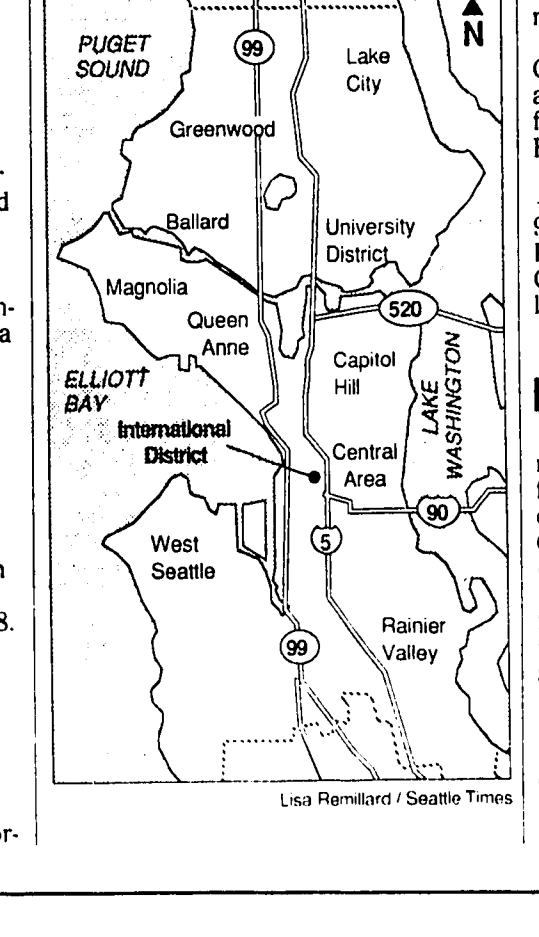 PUGET
SOUND
99
N
Lake
City
Greenwood
Ballard
University
District
Magnolia
Queen
Anne
520
Capitol
Hill
ELLIOTT
BAY
LAKE
WASHINGTON
International
District
Central
Area
90
5
West
Seattle
99
Rainier
Valley
Lisa Remillard / Seattle Times